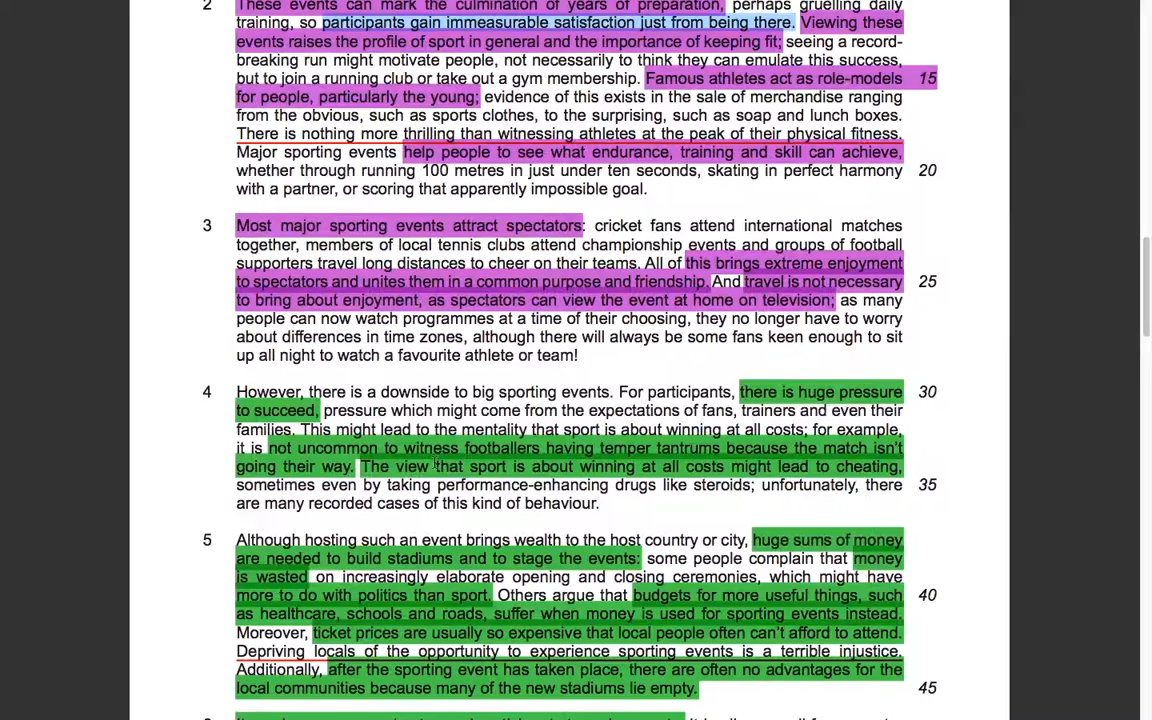 2 These events can mark the culmination of years of preparation, perhaps gruelling daily
training, so participants gain immeasurable satisfaction just from being there. Viewing these
events raises the profile of sport in general and the importance of keeping fit; seeing a record-
breaking run might motivate people, not necessarily to think they can emulate this success,
but to join a running club or take out a gym membership. Famous athletes act as role-models 15
for people, particularly the young; evidence of this exists in the sale of merchandise ranging
from the obvious, such as sports clothes, to the surprising, such as soap and lunch boxes.
There is nothing more thrilling than witnessing athletes at the peak of their physical fitness.
Major sporting events help people to see what endurance, training and skill can achieve,
whether through running 100 metres in just under ten seconds, skating in perfect harmony 20
with a partner, or scoring that apparently impossible goal.
3 Most major sporting events attract spectators: cricket fans attend international matches
together, members of local tennis clubs attend championship events and groups of football
supporters travel long distances to cheer on their teams. All of this brings extreme enjoyment
to spectators and unites them in a common purpose and friendship. And travel is not necessary 25
to bring about enjoyment, as spectators can view the event at home on television; as many
people can now watch programmes at a time of their choosing, they no longer have to worry
about differences in time zones, although there will always be some fans keen enough to sit
up all night to watch a favourite athlete or team!
4 However, there is a downside to big sporting events. For participants, there is huge pressure 30
to succeed, pressure which might come from the expectations of fans, trainers and even their
families. This might lead to the mentality that sport is about winning at all costs; for example,
it is not uncommon to witness footballers having temper tantrums because the match isn't
going their way. The view that sport is about winning at all costs might lead to cheating,
sometimes even by taking performance-enhancing drugs like steroids; unfortunately, there 35
are many recorded cases of this kind of behaviour.
5 Although hosting such an event brings wealth to the host country or city, huge sums of money
are needed to build stadiums and to stage the events: some people complain that money
is wasted on increasingly elaborate opening and closing ceremonies, which might have
more to do with politics than sport. Others argue that budgets for more useful things, such 40
as healthcare, schools and roads, suffer when money is used for sporting events instead.
Moreover, ticket prices are usually so expensive that local people often can't afford to attend.
Depriving locals of the opportunity to experience sporting events is a terrible injustice.
Additionally, after the sporting event has taken place, there are often no advantages for the
local communities because many of the new stadiums lie empty. 45